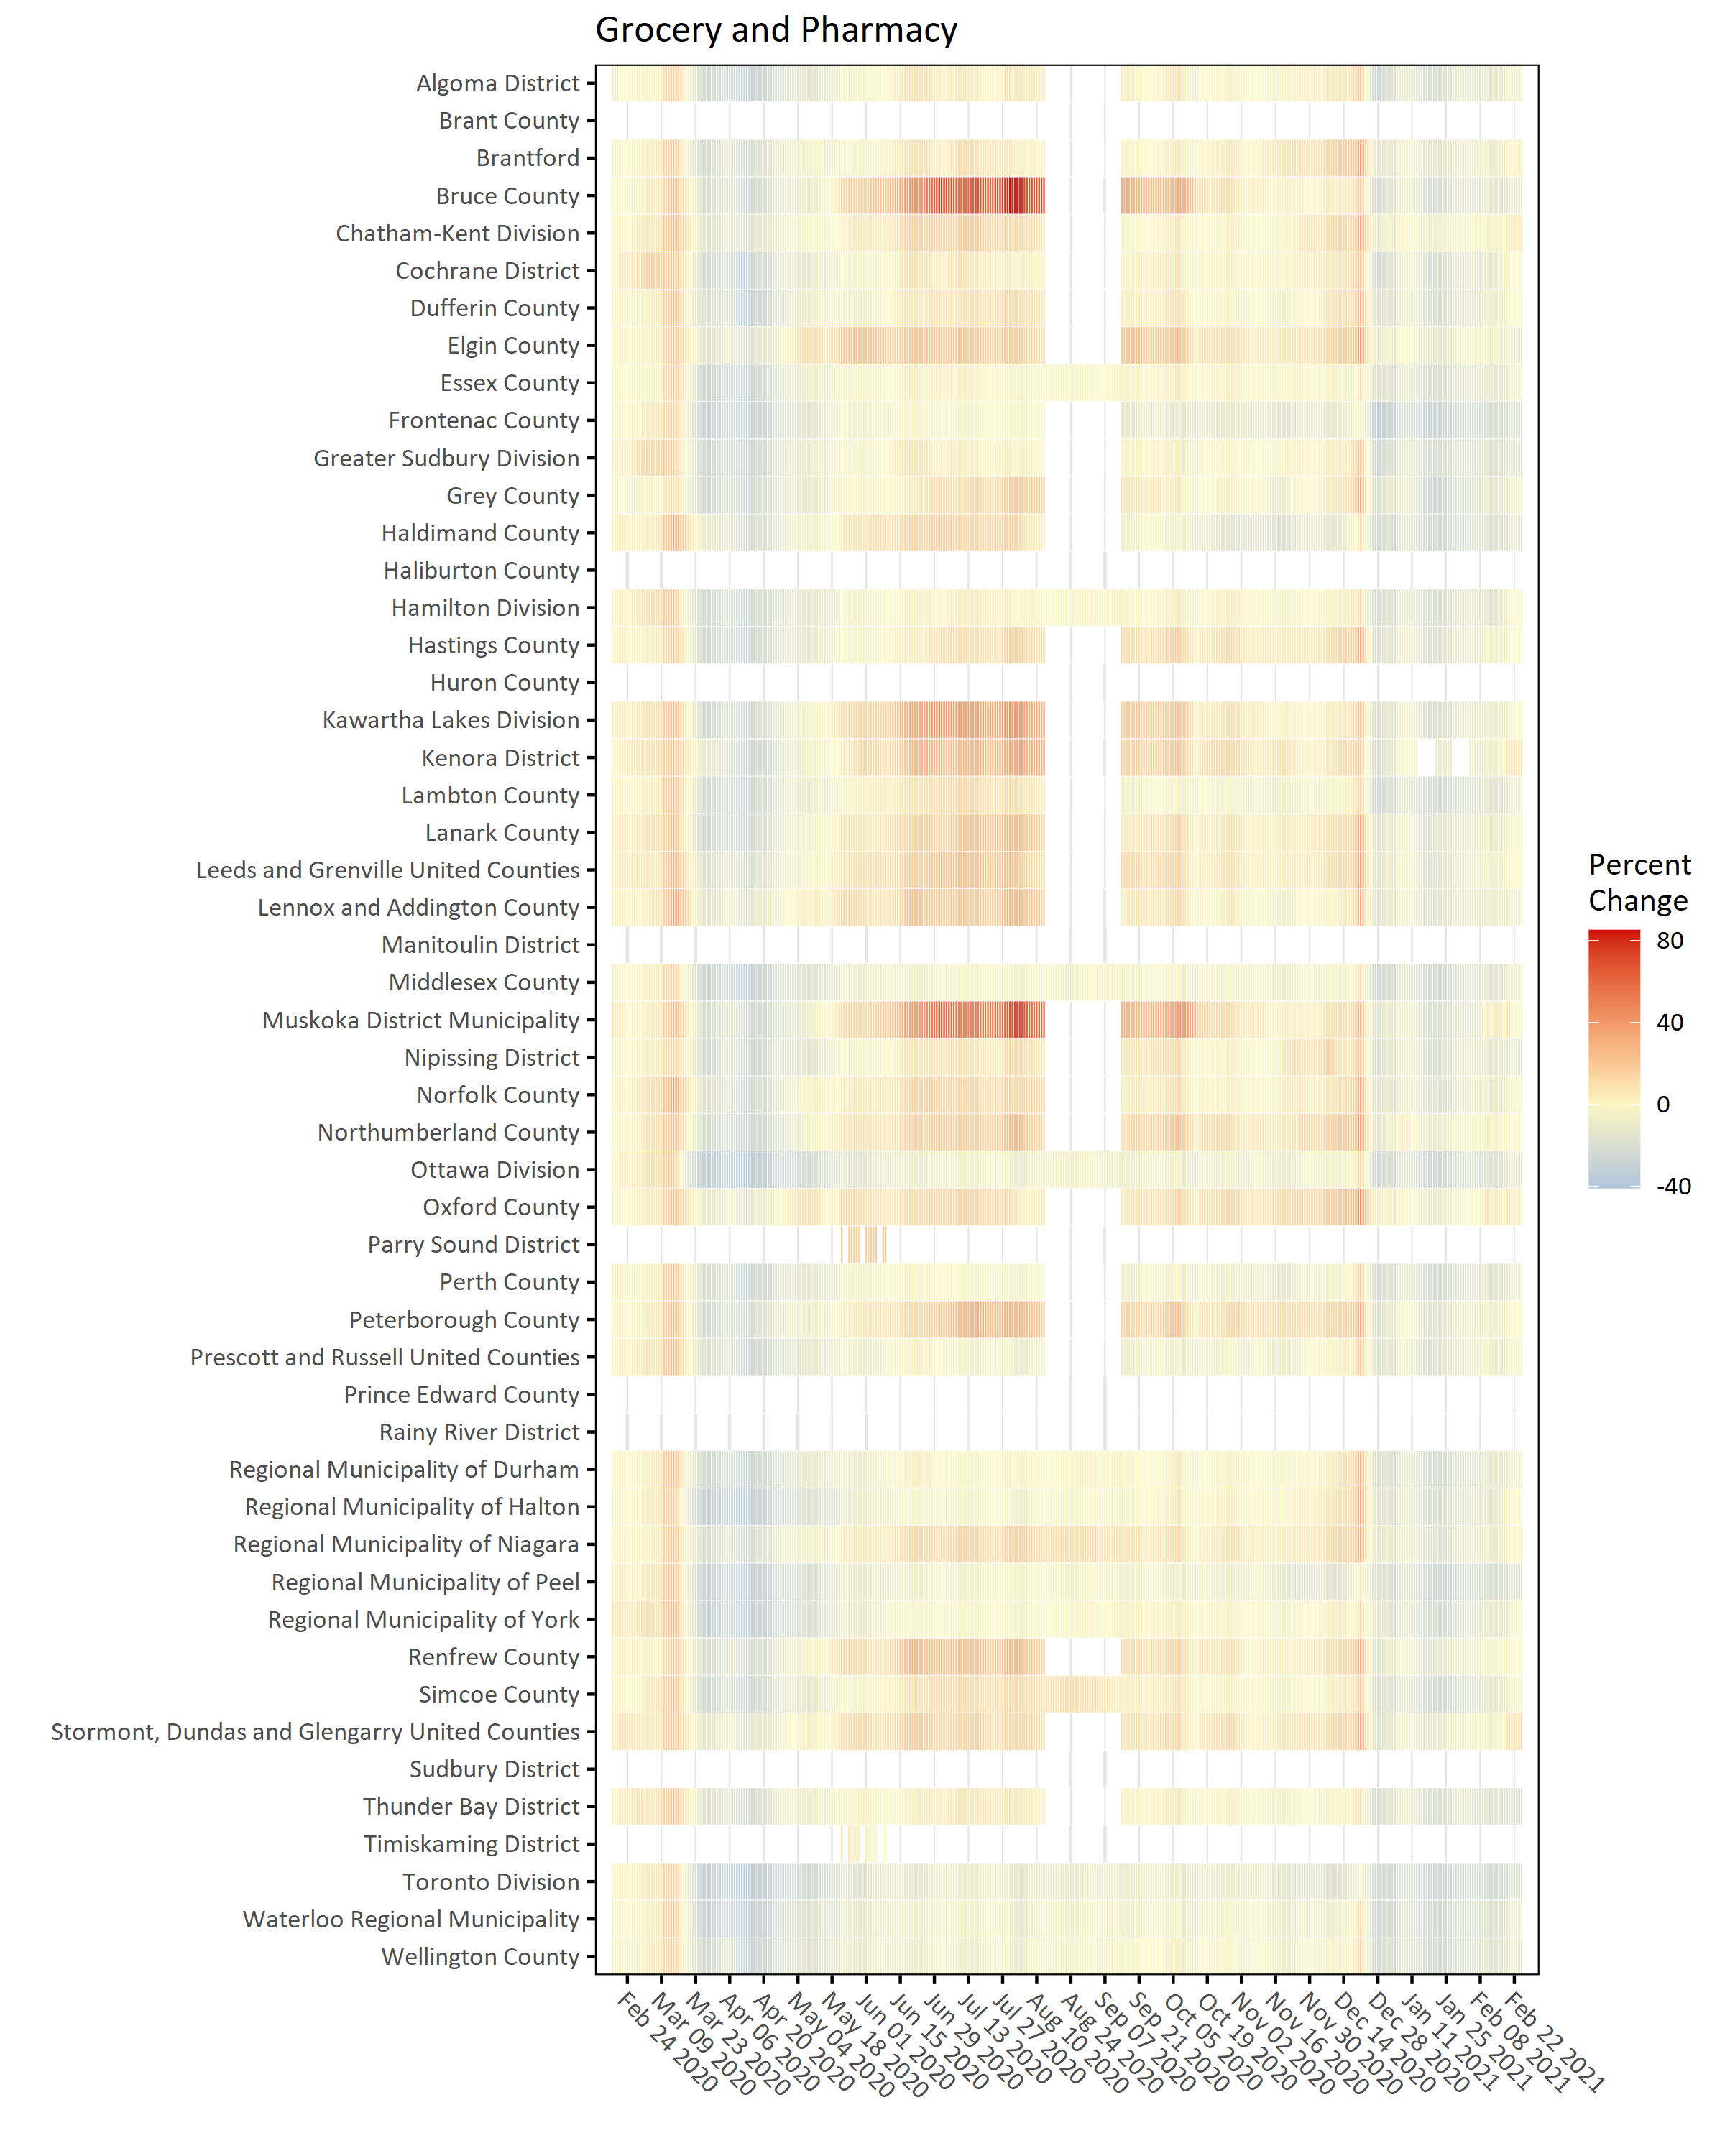 Grocery and Pharmacy
Algoma District
Brant County
Brantford
Bruce County
Chatham-Kent Division
Cochrane District
Dufferin County
Elgin County
Essex County
Frontenac County
Greater Sudbury Division
Grey County
Haldimand County
Haliburton County
Hamilton Division
Hastings County
Huron County
Kawartha Lakes Division
Kenora District
Lambton County
Lanark County
Leeds and Grenville United Counties
Lennox and Addington County
Manitoulin District
Middlesex County
Muskoka District Municipality
Nipissing District
Norfolk County
Northumberland County
Ottawa Division
Oxford County
Parry Sound District
Perth County
Peterborough County
Prescott and Russell United Counties
Prince Edward County
Rainy River District
Regional Municipality of Durham
Regional Municipality of Halton
Regional Municipality of Niagara
Regional Municipality of Peel
Regional Municipality of York
Renfrew County
Simcoe County
Stormont, Dundas and Glengarry United Counties
Sudbury District
Thunder Bay District
Timiskaming District
Toronto Division
Waterloo Regional Municipality
Wellington County
Feb 24 2020
Mar 09 2020
Mar 23 2020
Apr 06 2020
Apr 20 2020
May 04 2020
May 18 2020
Jun 01 2020
Jun 15 2020
Jun 29 2020
Jul 13 2020
Jul 27 2020
Aug 10 2020
Aug 24 2020
Sep 07 2020
Sep 21 2020
Oct 05 2020
Oct 19 2020
Nov 02 2020
Nov 16 2020
Nov 30 2020
Dec 14 2020
Dec 28 2020
Jan 11 2021
Jan 25 2021
Feb 08 2021
Feb 22 2021
Percent
Change
80
40
0
-40